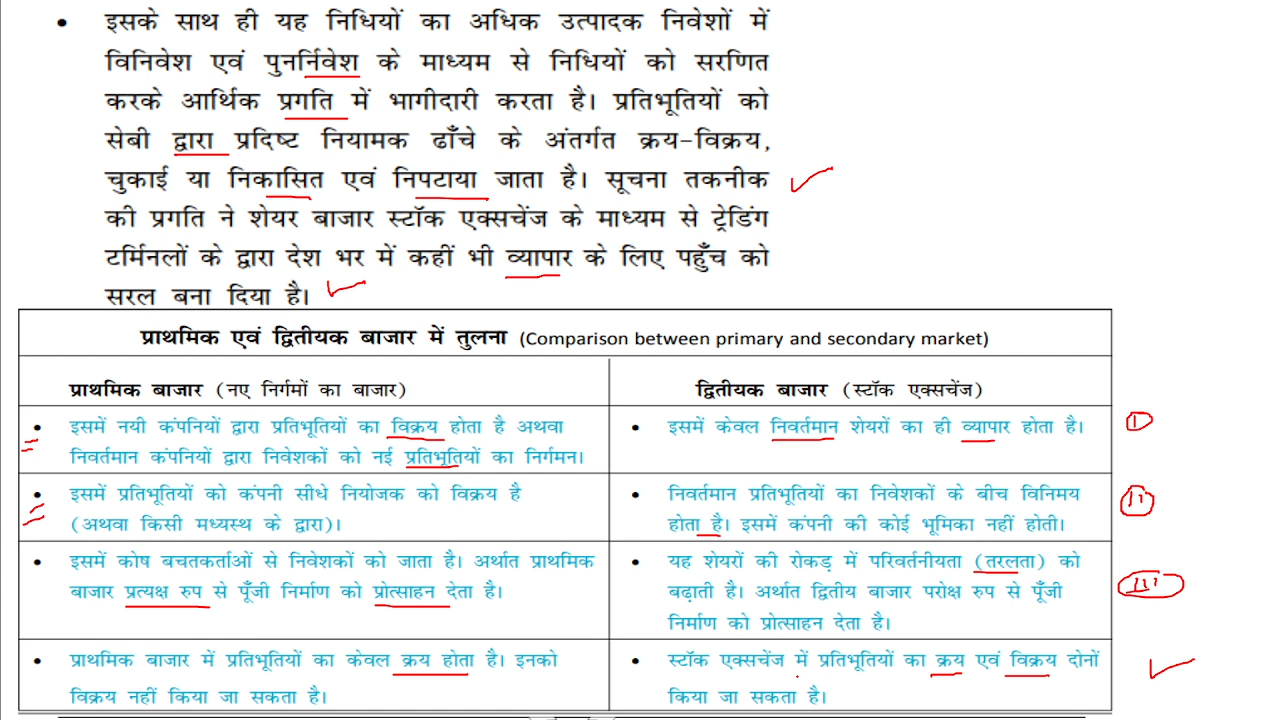 • इसके साथ ही यह निधियों का अधिक उत्पादक निवेशों में
विनिवेश एवं पुनर्निवेश के माध्यम से निधियों को सरणित
करके आर्थिक प्रगति में भागीदारी करता है। प्रतिभूतियों को
सेबी द्वारा प्रदिष्ट नियामक ढाँचे के अंतर्गत क्रय-विक्रय,
चुकाई या निकासित एवं निपटाया जाता है। सूचना तकनीक
की प्रगति ने शेयर बाजार स्टॉक एक्सचेंज के माध्यम से ट्रेडिंग
टर्मिनलों के द्वारा देश भर में कहीं भी व्यापार के लिए पहुँच को
सरल बना दिया है।
प्राथमिक एवं द्वितीयक बाजार में तुलना (Comparison between primary and secondary market)
प्राथमिक बाजार (नए निर्गमों का बाजार)
द्वितीयक बाजार (स्टॉक एक्सचेंज)
• इसमें नयी कंपनियों द्वारा प्रतिभूतियों का विक्रय होता है अथवा
निवर्तमान कंपनियों द्वारा निवेशकों को नई प्रतिभूतियों का निर्गमन।
• इसमें केवल निवर्तमान शेयरों का ही व्यापार होता है।
I
• इसमें प्रतिभूतियों को कंपनी सीधे नियोजक को विक्रय है
(अथवा किसी मध्यस्थ के द्वारा)।
• निवर्तमान प्रतिभूतियों का निवेशकों के बीच विनिमय
होता है। इसमें कंपनी की कोई भूमिका नहीं होती।
II
• इसमें कोष बचतकर्ताओं से निवेशकों को जाता है। अर्थात प्राथमिक
बाजार प्रत्यक्ष रुप से पूँजी निर्माण को प्रोत्साहन देता है।
• यह शेयरों की रोकड़ में परिवर्तनीयता (तरलता) को
बढ़ाती है। अर्थात द्वितीय बाजार परोक्ष रुप से पूँजी
निर्माण को प्रोत्साहन देता है।
III
• प्राथमिक बाजार में प्रतिभूतियों का केवल क्रय होता है। इनको
विक्रय नहीं किया जा सकता है।
• स्टॉक एक्सचेंज में प्रतिभूतियों का क्रय एवं विक्रय दोनों
किया जा सकता है।